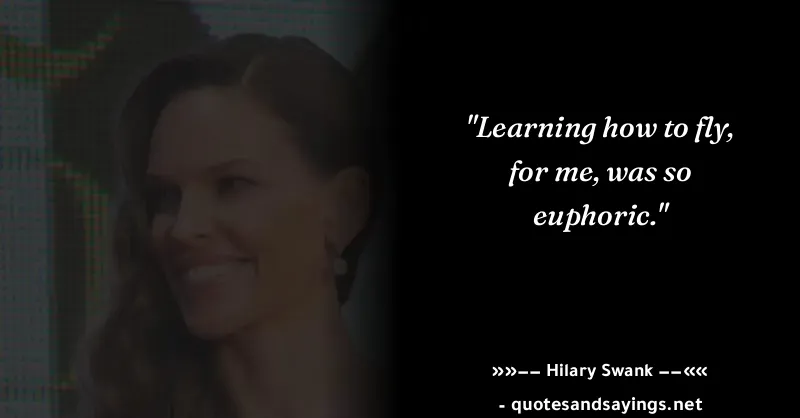 "Learning how to fly,
for me, was so
euphoric."
»»−− Hilary Swank −−««
- quotesandsayings.net